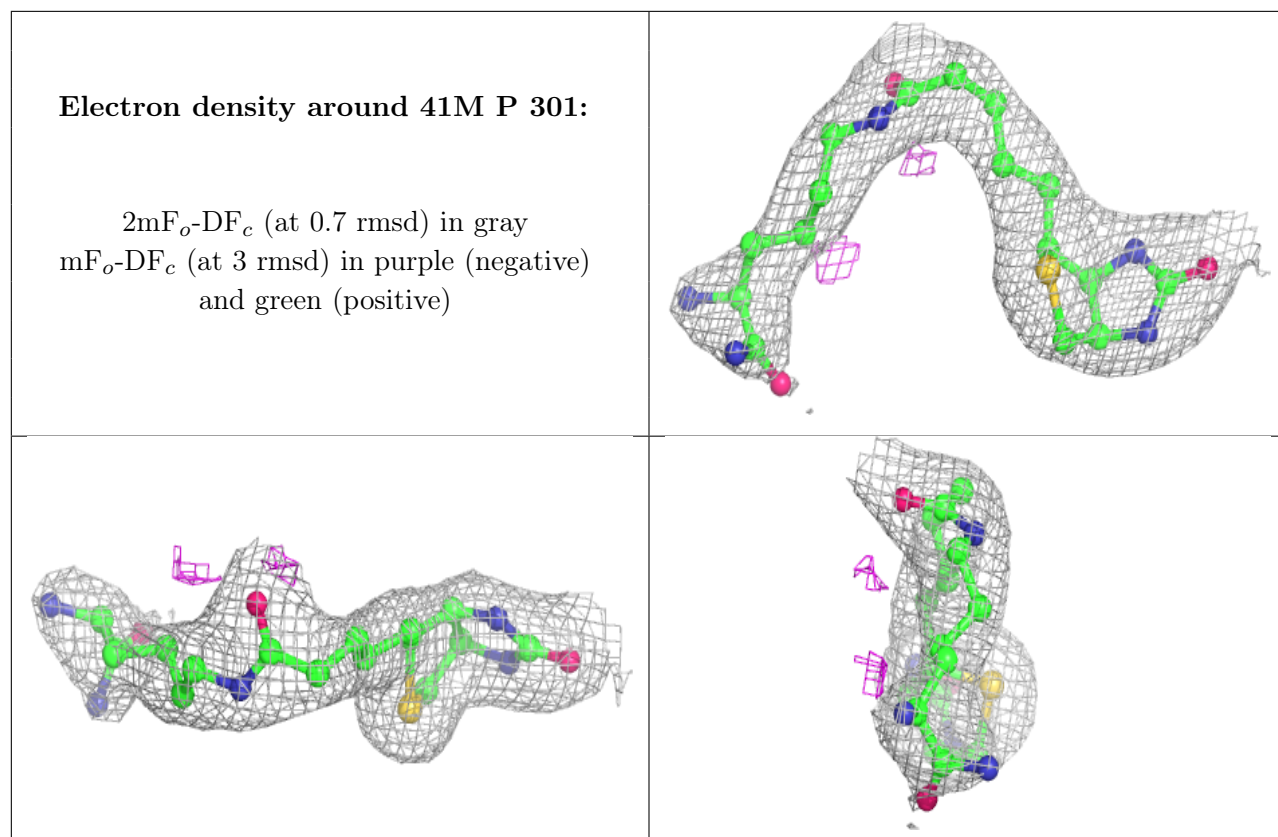 Electron density around 41M P 301:
2mFo-DFc (at 0.7 rmsd) in gray
mFo-DFc (at 3 rmsd) in purple (negative)
and green (positive)